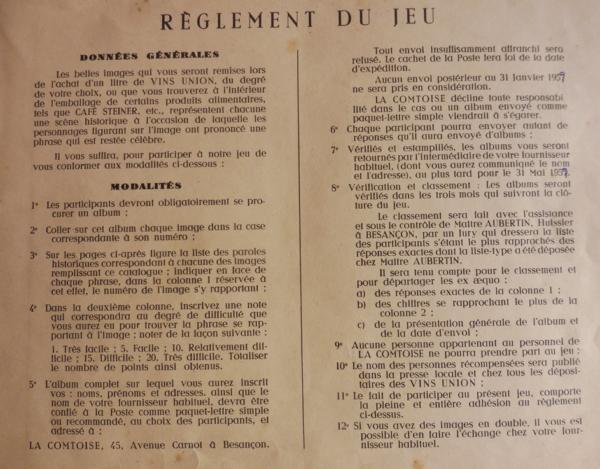 RÈGLEMENT DU JEU
DONNÉES GÉNÉRALES
Les belles images qui vous seront remises lors
de l'achat d'un litre de VINS UNION, du degré
de votre choix, ou que vous trouverez à l'intérieur
de l'emballage de certains produits alimentaires,
tels que CAFÉ STEINER, etc., représentent chacune
une scène historique à l'occasion de laquelle les
personnages figurant sur l'image ont prononcé une
phrase qui est restée célèbre.
Il vous suffira, pour participer à notre jeu de
vous conformer aux modalités ci-dessous :
MODALITÉS
1° Les participants devront obligatoirement se pro-
curer un album ;
2° Coller sur cet album chaque image dans la case
correspondante à son numéro ;
3° Sur les pages ci-après figure la liste des paroles
historiques correspondant à chacune des images
remplissant ce catalogue ; indiquer en face de
chaque phrase, dans la colonne 1 réservée à
cet effet, le numéro de l'image s'y rapportant ;
4° Dans la deuxième colonne, inscrivez une note
qui correspondra au degré de difficulté que
vous aurez eu pour trouver la phrase se rap-
portant à l'image ; noter de la façon suivante :
1. Très facile ; 5. Facile ; 10. Relativement dif-
ficile ; 15. Difficile ; 20. Très difficile. Totaliser
le nombre de points ainsi obtenus.
5° L'album complet sur lequel vous aurez inscrit
vos : noms, prénoms et adresses, ainsi que le
nom de votre fournisseur habituel, devra être
confié à la Poste comme paquet-lettre simple
ou recommandé, au choix des participants, et
adressé à :
LA COMTOISE, 45, Avenue Carnot à Besançon.
Tout envoi insuffisamment affranchi sera
refusé. Le cachet de la Poste fera foi de la date
d'expédition.
Aucun envoi postérieur au 31 Janvier 1959
ne sera pris en considération.
LA COMTOISE décline toute responsabi
lité dans le cas où un album envoyé comme
paquet-lettre simple viendrait à s'égarer.
6° Chaque participant pourra envoyer autant de
réponses qu'il aura envoyé d'albums ;
7° Vérifiés et estampillés, les albums vous seront
retournés par l'intermédiaire de votre fournisseur
habituel, dont vous aurez communiqué le nom
et l'adresse), au plus tard pour le 31 Mai 1959.
8° Vérification et classement : Les albums seront
vérifiés dans les trois mois qui suivront la clô-
ture du jeu.
Le classement sera fait avec l'assistance
et sous le contrôle de Maître AUBERTIN, Huissier
à BESANÇON, par un Jury qui dressera la liste
des participants s'étant le plus rapprochés des
réponses exactes dont la liste-type a été déposée
chez Maître AUBERTIN.
Il sera tenu compte pour le classement et
pour départager les ex æquo :
a) des réponses exactes de la colonne 1 ;
b) des chiffres se rapprochant le plus de la
colonne 2 ;
c) de la présentation générale de l'album et
de la date d'envoi ;
9° Aucune personne appartenant au personnel de
LA COMTOISE ne pourra prendre part au jeu ;
10° Le nom des personnes récompensées sera publié
dans la presse locale et chez tous les déposi-
taires des VINS UNION ;
11° Le fait de participer au présent jeu, comporte
la pleine et entière adhésion au règlement
ci-dessus.
12° Si vous avez des images en double, il vous est
possible d'en faire l'échange chez votre four-
nisseur habituel.